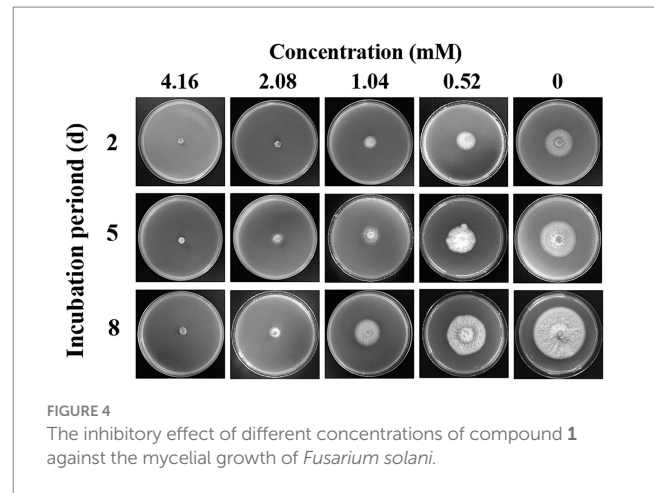 Concentration (mM)
4.16 2.08 1.04 0.52 0
Incubation periond (d)
2
5
8
FIGURE 4
The inhibitory effect of different concentrations of compound 1
against the mycelial growth of Fusarium solani.